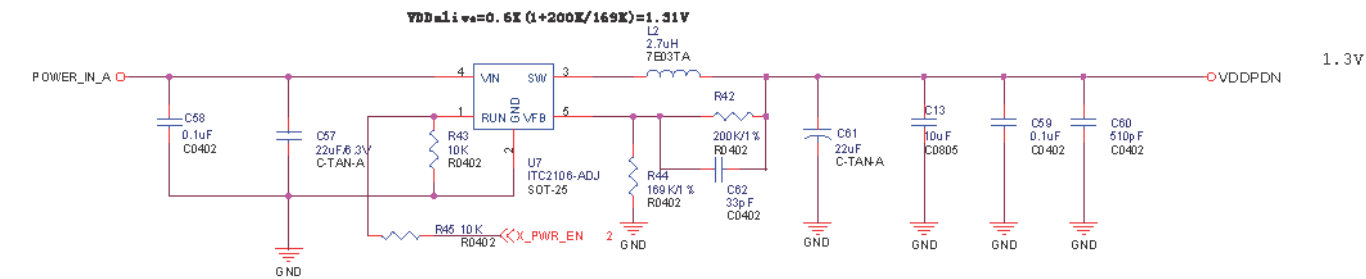 VDDalive=0.6X(1+200K/169K)=1.31V
L2
2.7uH
7E03TA
POWER_IN_A
4
VIN
SW
3
VDDPDN
1.3V
1
RUN
GND
VFB
5
2
R42
200K/1%
R0402
C58
0.1uF
C0402
C57
22uF/6.3V
C-TAN-A
R43
10K
R0402
U7
ITC2106-ADJ
SOT-25
R44
169K/1%
R0402
C62
33pF
C0402
C61
22uF
C-TAN-A
C13
10uF
C0805
C59
0.1uF
C0402
C60
510pF
C0402
R45 10K
R0402
X_PWR_EN 2
GND
GND
GND
GND
GND
GND